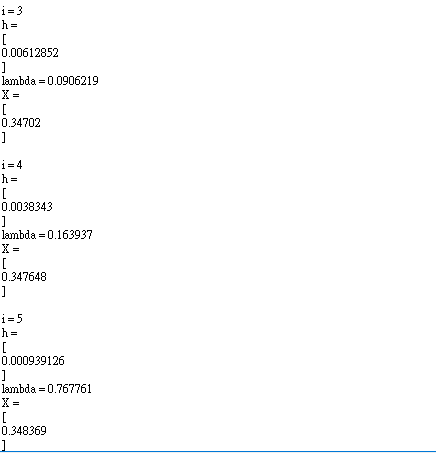 i = 3
h =
[
0.00612852
]
lambda = 0.0906219
X =
[
0.34702
]
i = 4
h =
[
0.0038343
]
lambda = 0.163937
X =
[
0.347648
]
i = 5
h =
[
0.000939126
]
lambda = 0.767761
X =
[
0.348369
]